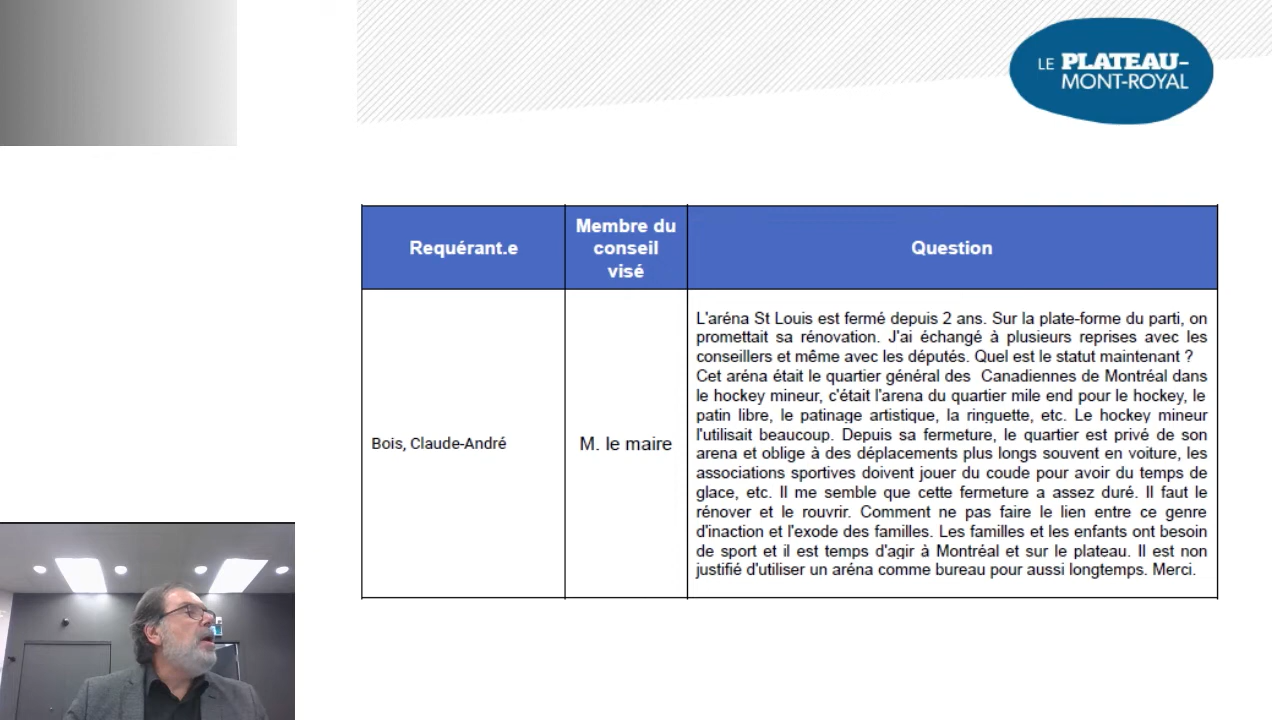 LE PLATEAU-
MONT-ROYAL
Requérant.e
Membre du
conseil
visé
Question
Bois, Claude-André
M. le maire
L'aréna St Louis est fermé depuis 2 ans. Sur la plate-forme du parti, on
promettait sa rénovation. J'ai échangé à plusieurs reprises avec les
conseillers et même avec les députés. Quel est le statut maintenant ?
Cet aréna était le quartier général des Canadiennes de Montréal dans
le hockey mineur, c'était l'arena du quartier mile end pour le hockey, le
patin libre, le patinage artistique, la ringuette, etc. Le hockey mineur
l'utilisait beaucoup. Depuis sa fermeture, le quartier est privé de son
arena et oblige à des déplacements plus longs souvent en voiture, les
associations sportives doivent jouer du coude pour avoir du temps de
glace, etc. Il me semble que cette fermeture a assez duré. Il faut le
rénover et le rouvrir. Comment ne pas faire le lien entre ce genre
d'inaction et l'exode des familles. Les familles et les enfants ont besoin
de sport et il est temps d'agir à Montréal et sur le plateau. Il est non
justifié d'utiliser un aréna comme bureau pour aussi longtemps. Merci.